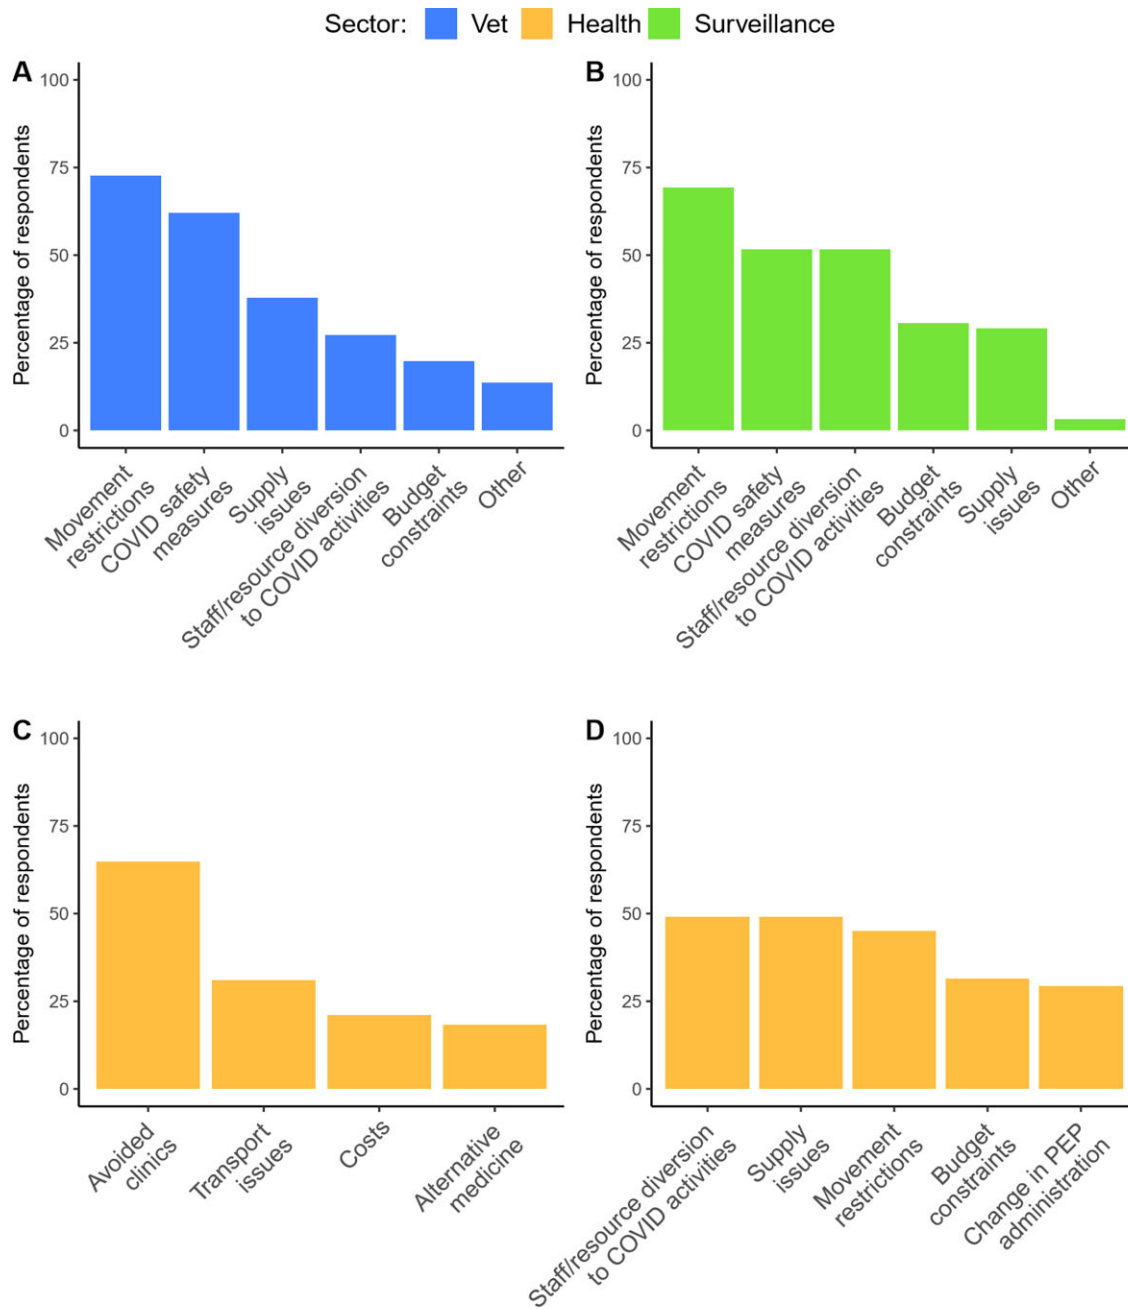 Sector: Vet Health Surveillance
A
Percentage of respondents
100
75
50
25
0
Movement
restrictions
COVID safety
measures
Supply
issues
Staff/resource diversion
to COVID activities
Budget
constraints
Other
B
Percentage of respondents
100
75
50
25
0
Movement
restrictions
COVID safety
measures
Staff/resource diversion
to COVID activities
Budget
constraints
Supply
issues
Other
C
Percentage of respondents
100
75
50
25
0
Avoided
clinics
Transport
issues
Costs
Alternative
medicine
D
Percentage of respondents
100
75
50
25
0
Staff/resource diversion
to COVID activities
Supply
issues
Movement
restrictions
Budget
constraints
Change in PEP
administration